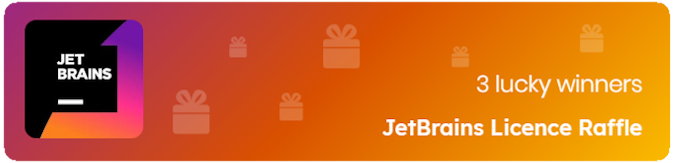 JET
BRAINS
3 lucky winners
JetBrains Licence Raffle